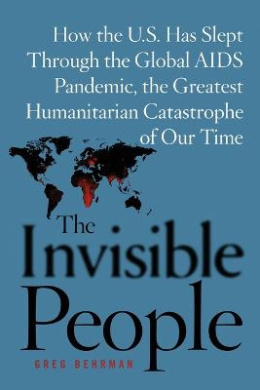 How the U.S. Has Slept
Through the Global AIDS
Pandemic, the Greatest
Humanitarian Catastrophe
of Our Time
The
Invisible
People
GREG BEHRMAN